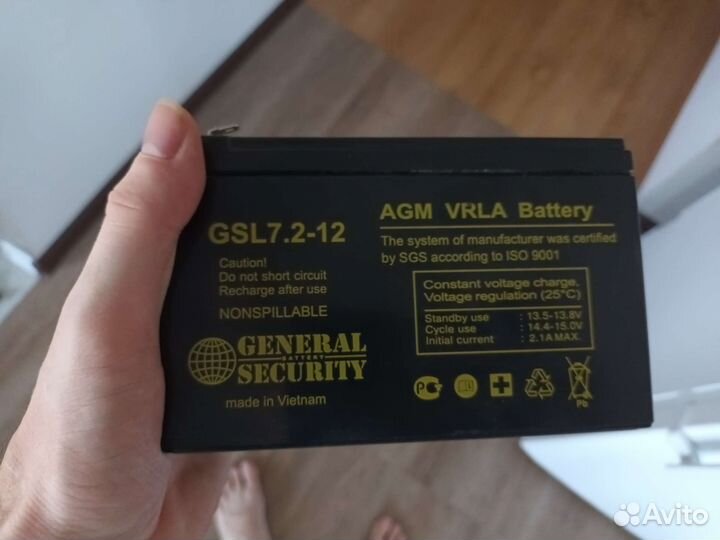 GSL7.2-12
Caution!
Do not short circuit
Recharge after use
NONSPILLABLE
GENERAL
BATTERY
SECURITY
made in Vietnam
AGM VRLA Battery
The system of manufacturer was certified
by SGS according to ISO 9001
Constant voltage charge.
Voltage regulation (25°C)
Standby use : 13.5-13.8V
Cycle use : 14.4-15.0V
Initial current : 2.1A MAX.
Pb
Avito